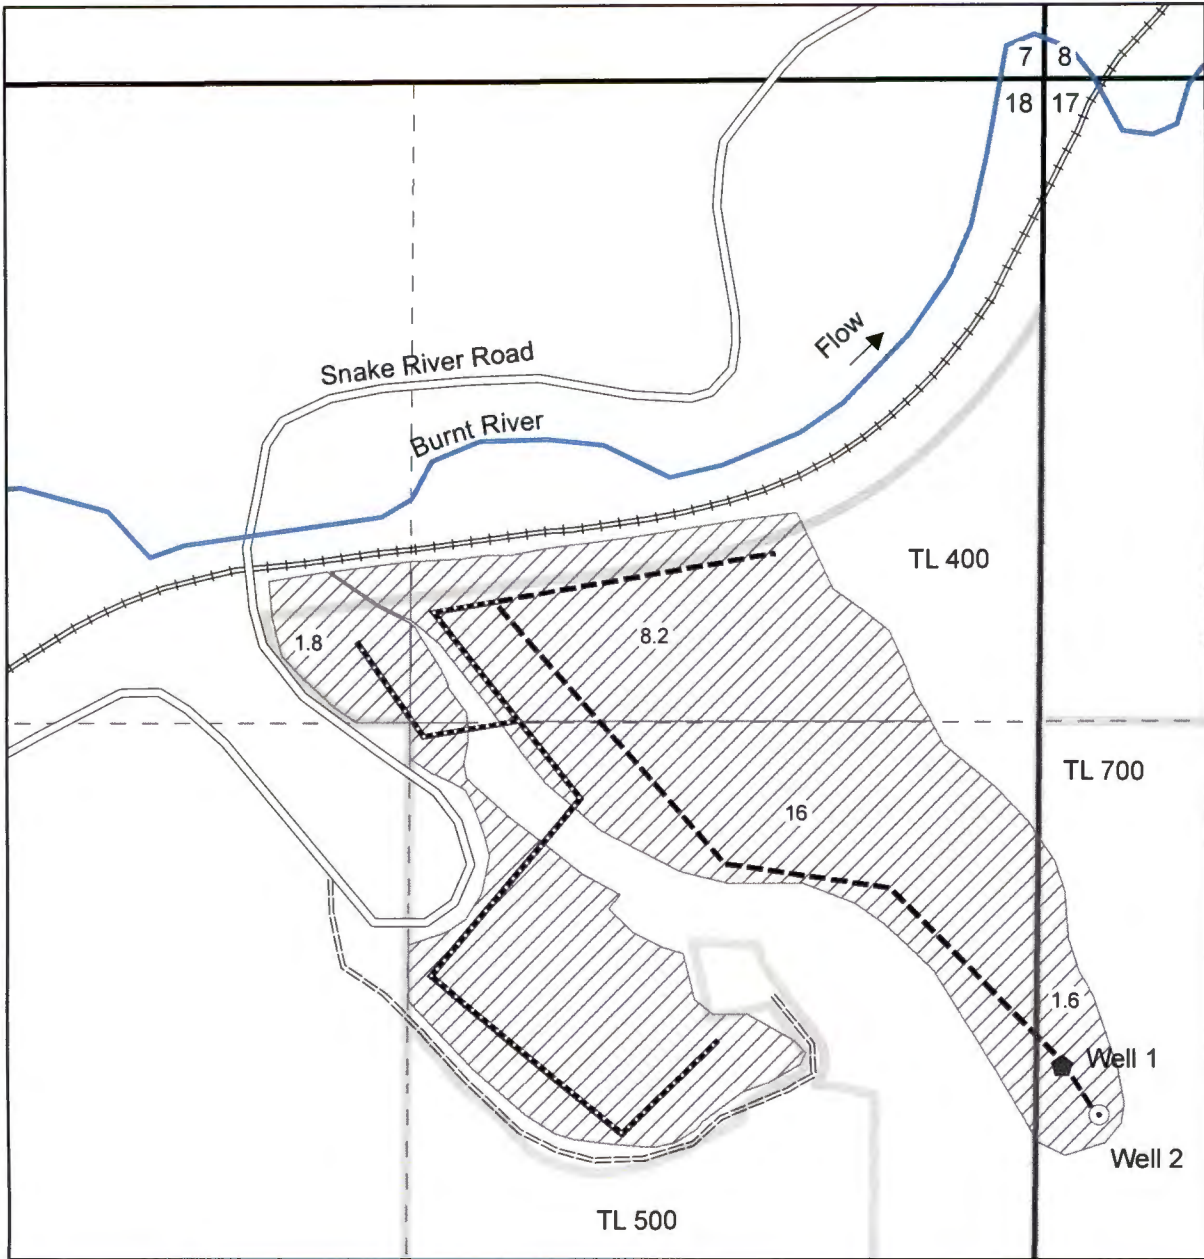 7 8
18 17
Flow
Snake River Road
Burnt River
TL 400
1.8
8.2
TL 700
16
1.6
Well 1
Well 2
TL 500